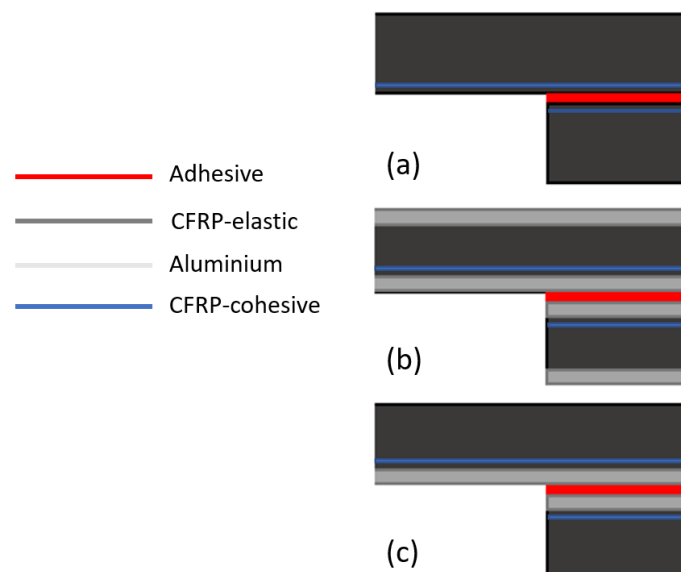 Adhesive
CFRP-elastic
Aluminium
CFRP-cohesive
(a)
(b)
(c)